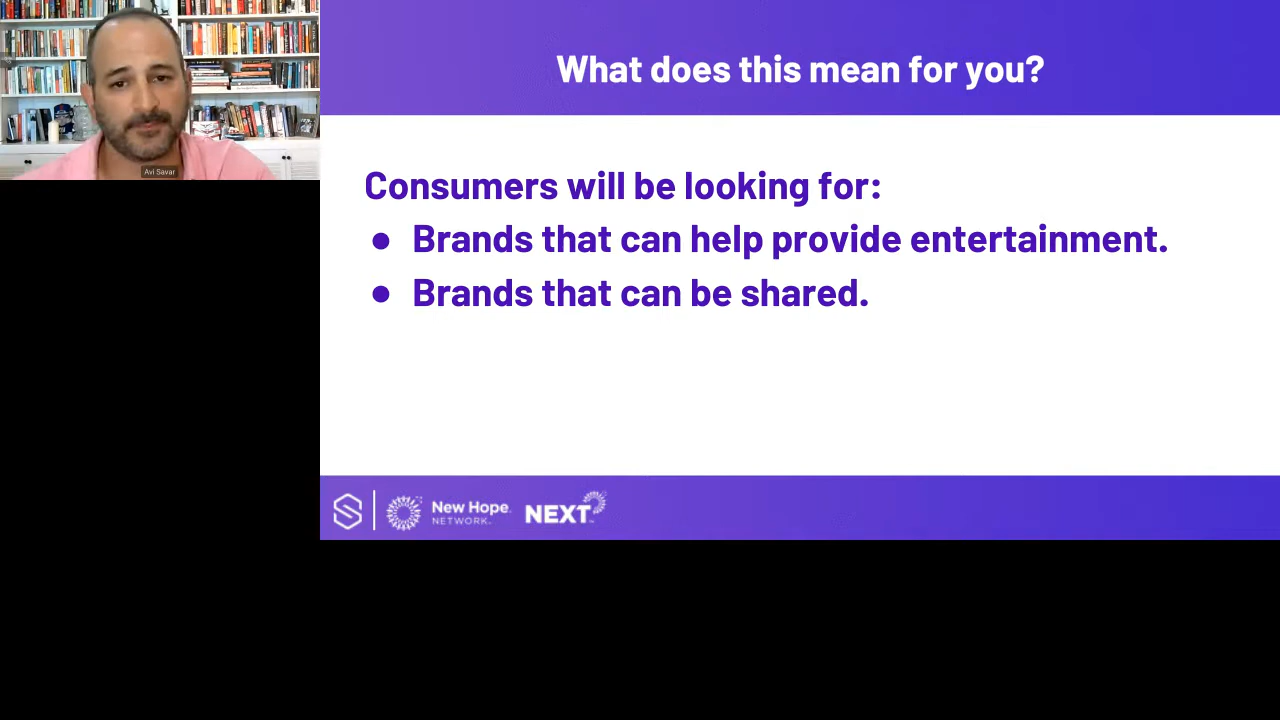 Avi Savar
What does this mean for you?
Consumers will be looking for:
● Brands that can help provide entertainment.
● Brands that can be shared.
New Hope
NETWORK.
NEXT